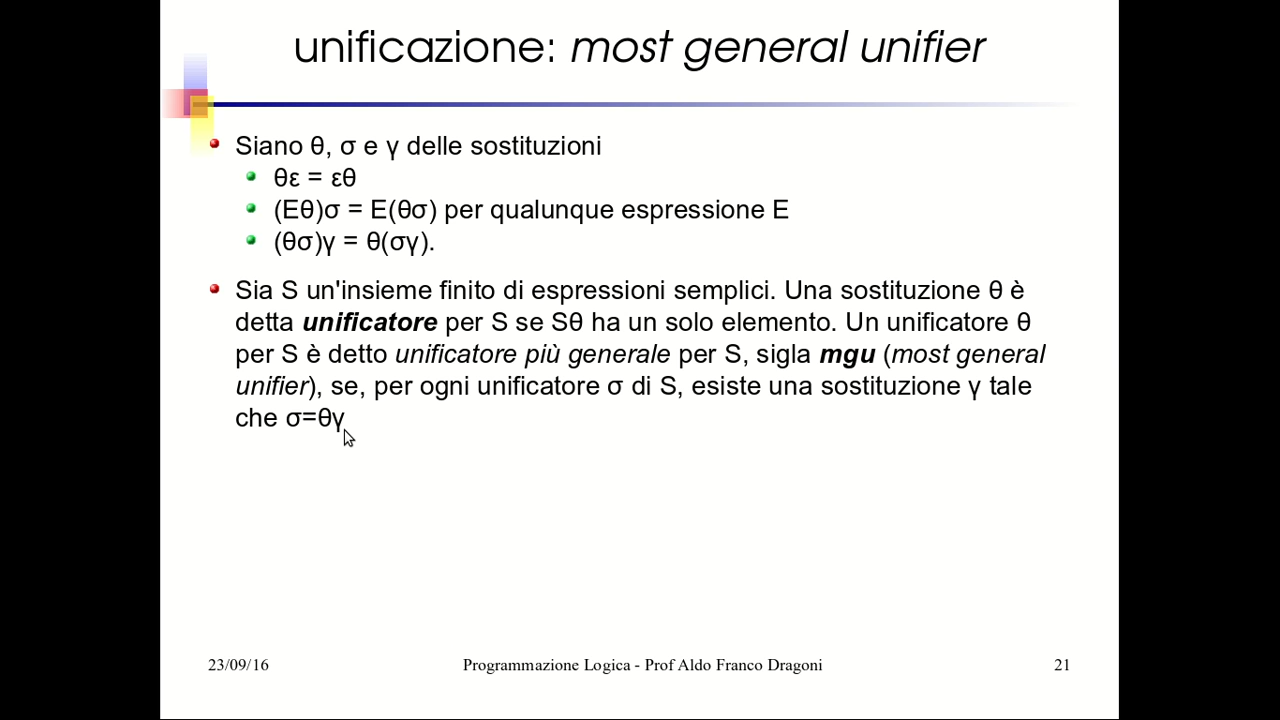 unificazione: most general unifier
Siano θ, σ e γ delle sostituzioni
θε = εθ
(Eθ)σ = E(θσ) per qualunque espressione E
(θσ)γ = θ(σγ).
Sia S un'insieme finito di espressioni semplici. Una sostituzione θ è
detta unificatore per S se Sθ ha un solo elemento. Un unificatore θ
per S è detto unificatore più generale per S, sigla mgu (most general
unifier), se, per ogni unificatore σ di S, esiste una sostituzione γ tale
che σ=θγ
23/09/16
Programmazione Logica - Prof Aldo Franco Dragoni
21